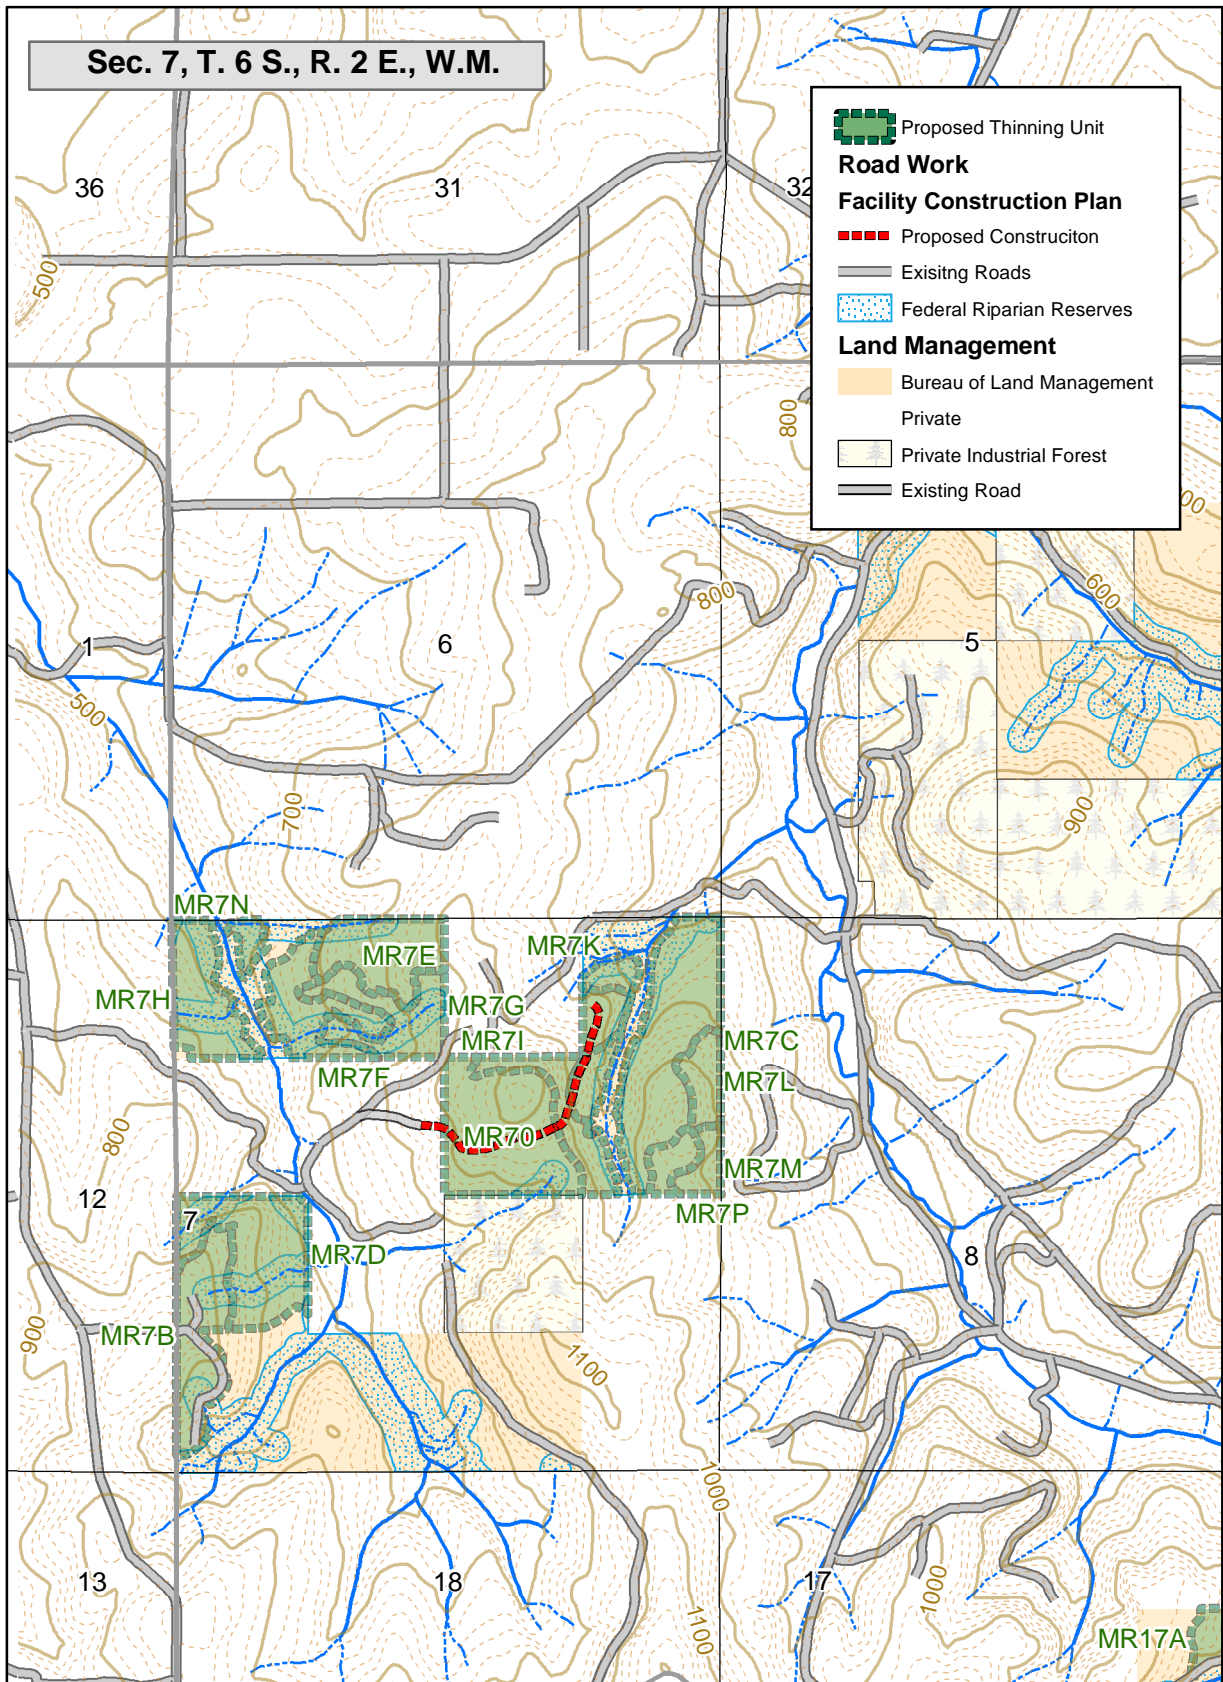 Sec. 7, T. 6 S., R. 2 E., W.M.
Proposed Thinning Unit
Road Work
Facility Construction Plan
Proposed Construciton
Exisitng Roads
Federal Riparian Reserves
Land Management
Bureau of Land Management
Private
Private Industrial Forest
Existing Road
36
31
32
500
800
600
1
6
800
5
500
700
900
MR7N
MR7E
MR7K
MR7H
MR7G
MR7I
MR7C
MR7F
MR7L
800
MR70
MR7M
12
7
MR7P
MR7D
8
900
MR7B
1100
1000
13
18
17
1000
1100
MR17A